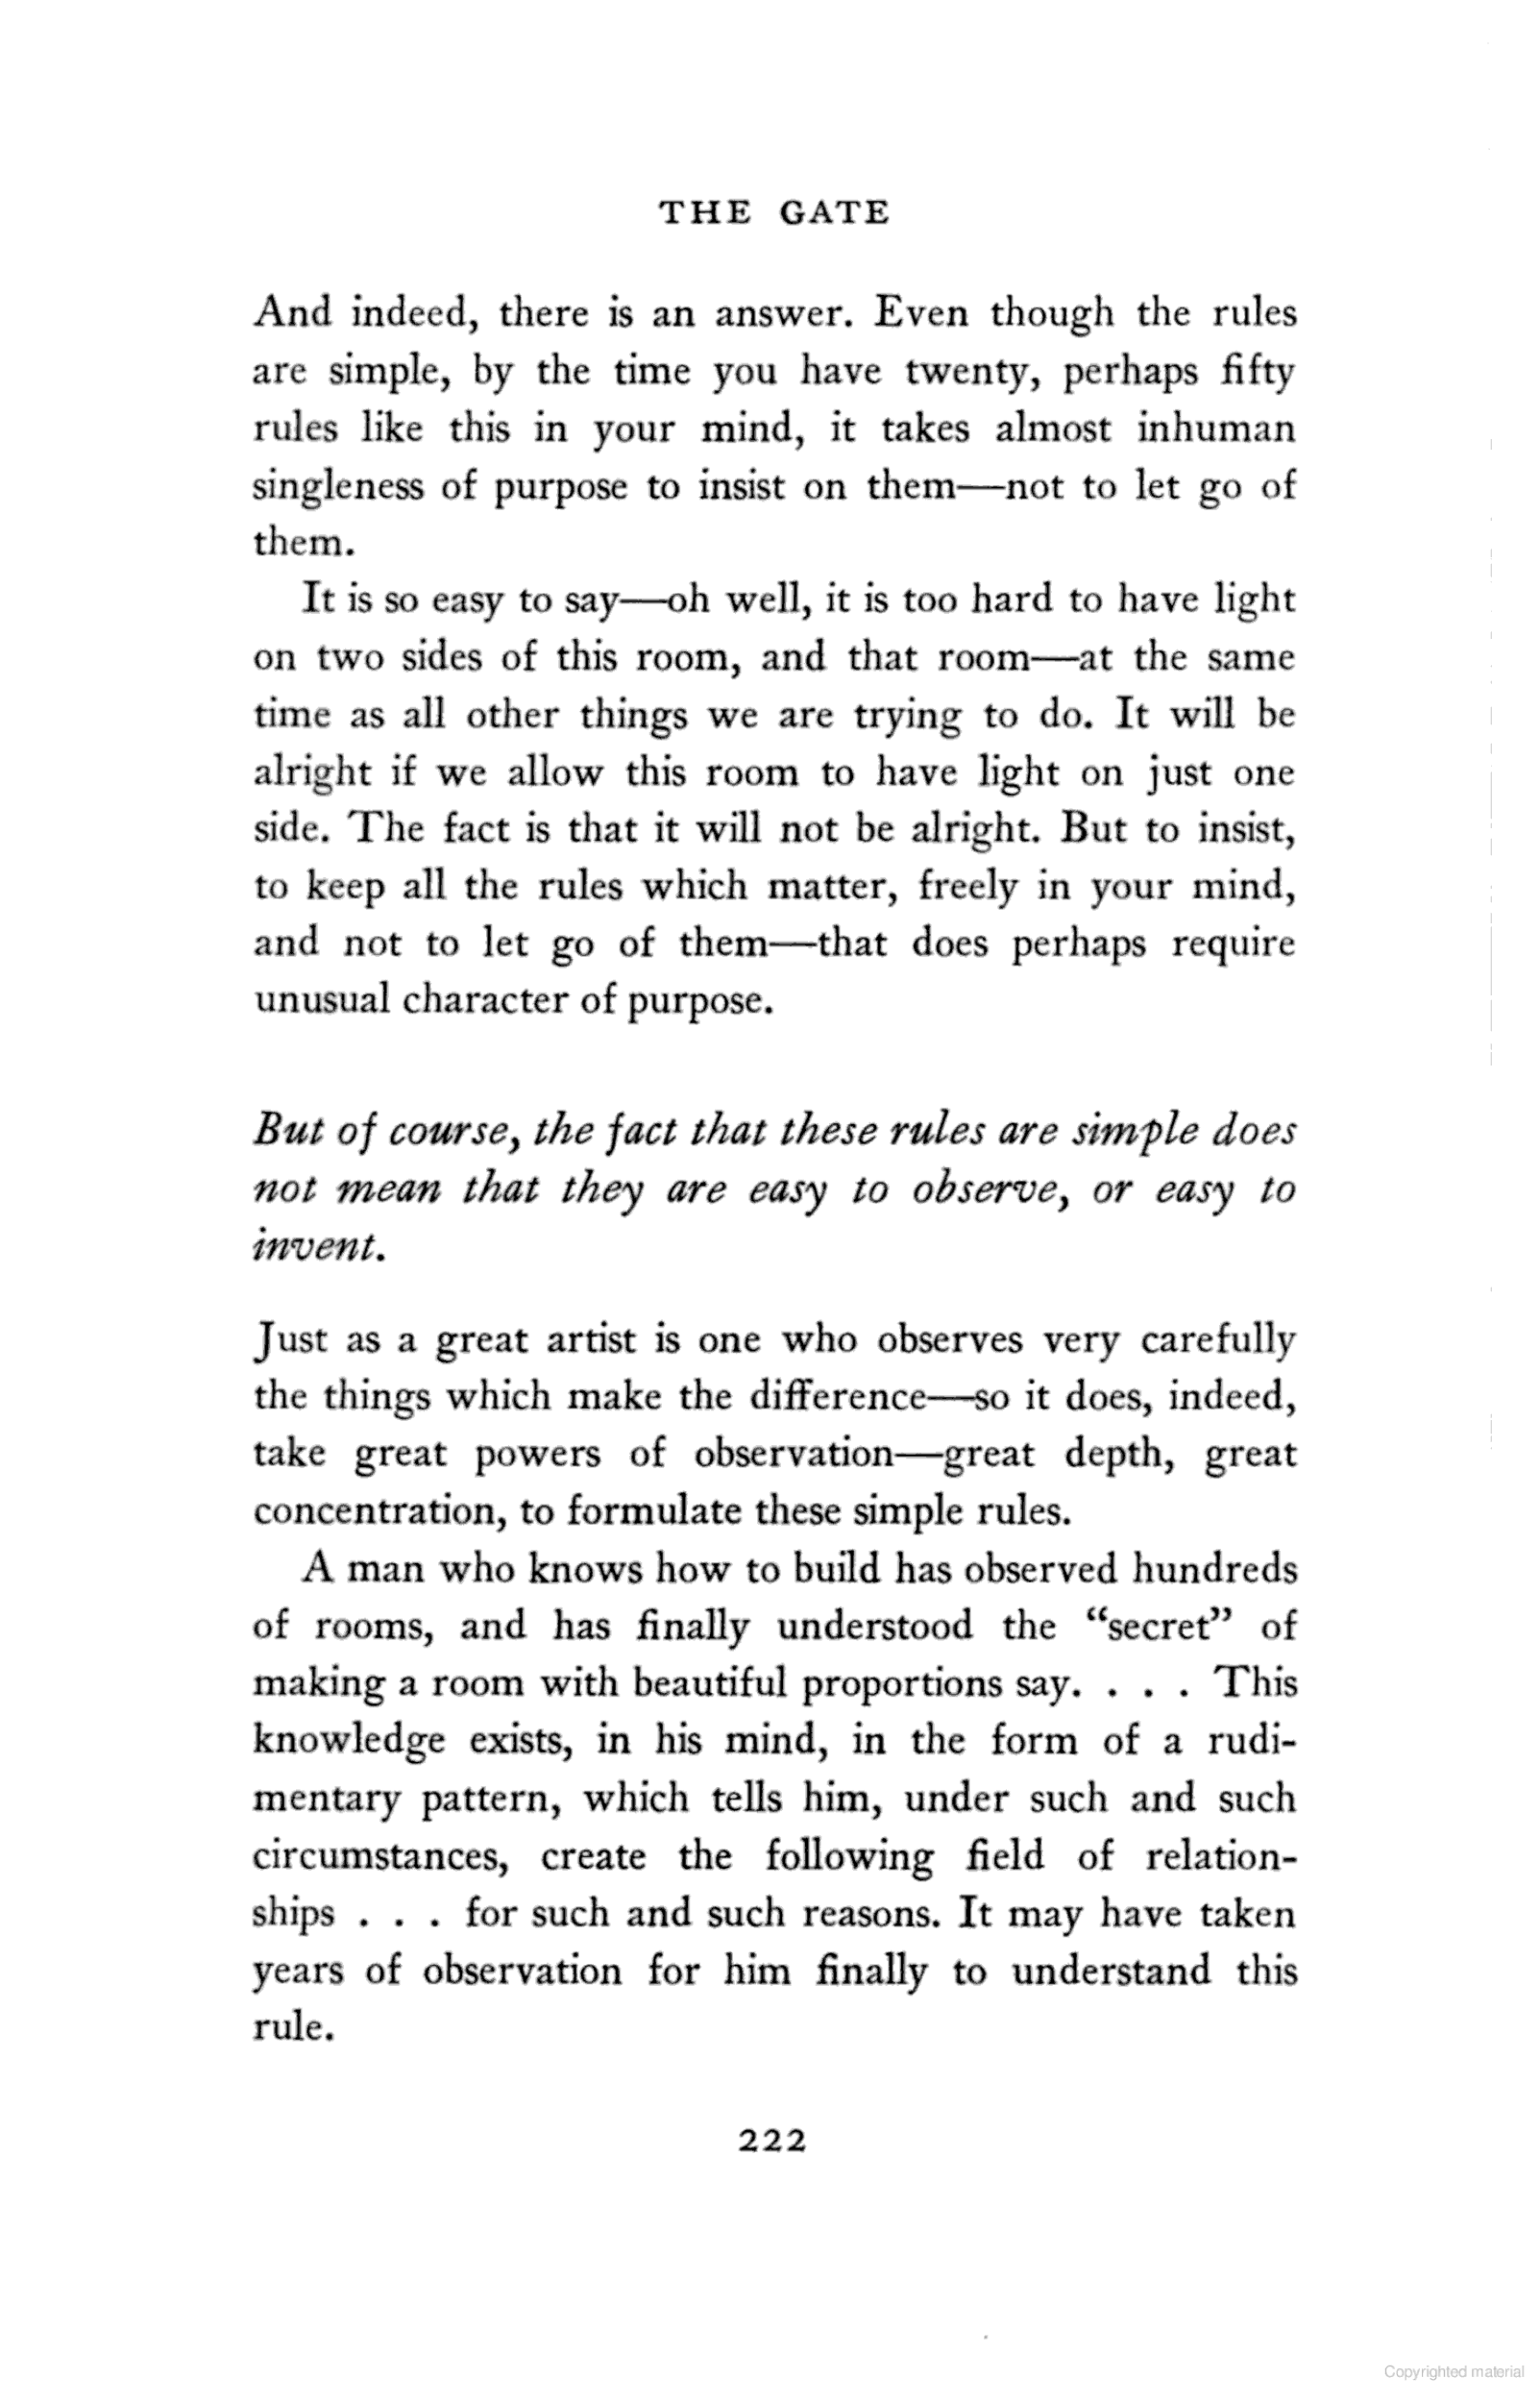 THE GATE
And indeed, there is an answer. Even though the rules
are simple, by the time you have twenty, perhaps fifty
rules like this in your mind, it takes almost inhuman
singleness of purpose to insist on them—not to let go of
them.
It is so easy to say—oh well, it is too hard to have light
on two sides of this room, and that room—at the same
time as all other things we are trying to do. It will be
alright if we allow this room to have light on just one
side. The fact is that it will not be alright. But to insist,
to keep all the rules which matter, freely in your mind,
and not to let go of them—that does perhaps require
unusual character of purpose.
But of course, the fact that these rules are simple does
not mean that they are easy to observe, or easy to
invent.
Just as a great artist is one who observes very carefully
the things which make the difference—so it does, indeed,
take great powers of observation—great depth, great
concentration, to formulate these simple rules.
A man who knows how to build has observed hundreds
of rooms, and has finally understood the “secret” of
making a room with beautiful proportions say. . . . This
knowledge exists, in his mind, in the form of a rudi-
mentary pattern, which tells him, under such and such
circumstances, create the following field of relation-
ships . . . for such and such reasons. It may have taken
years of observation for him finally to understand this
rule.
222
Copyrighted material